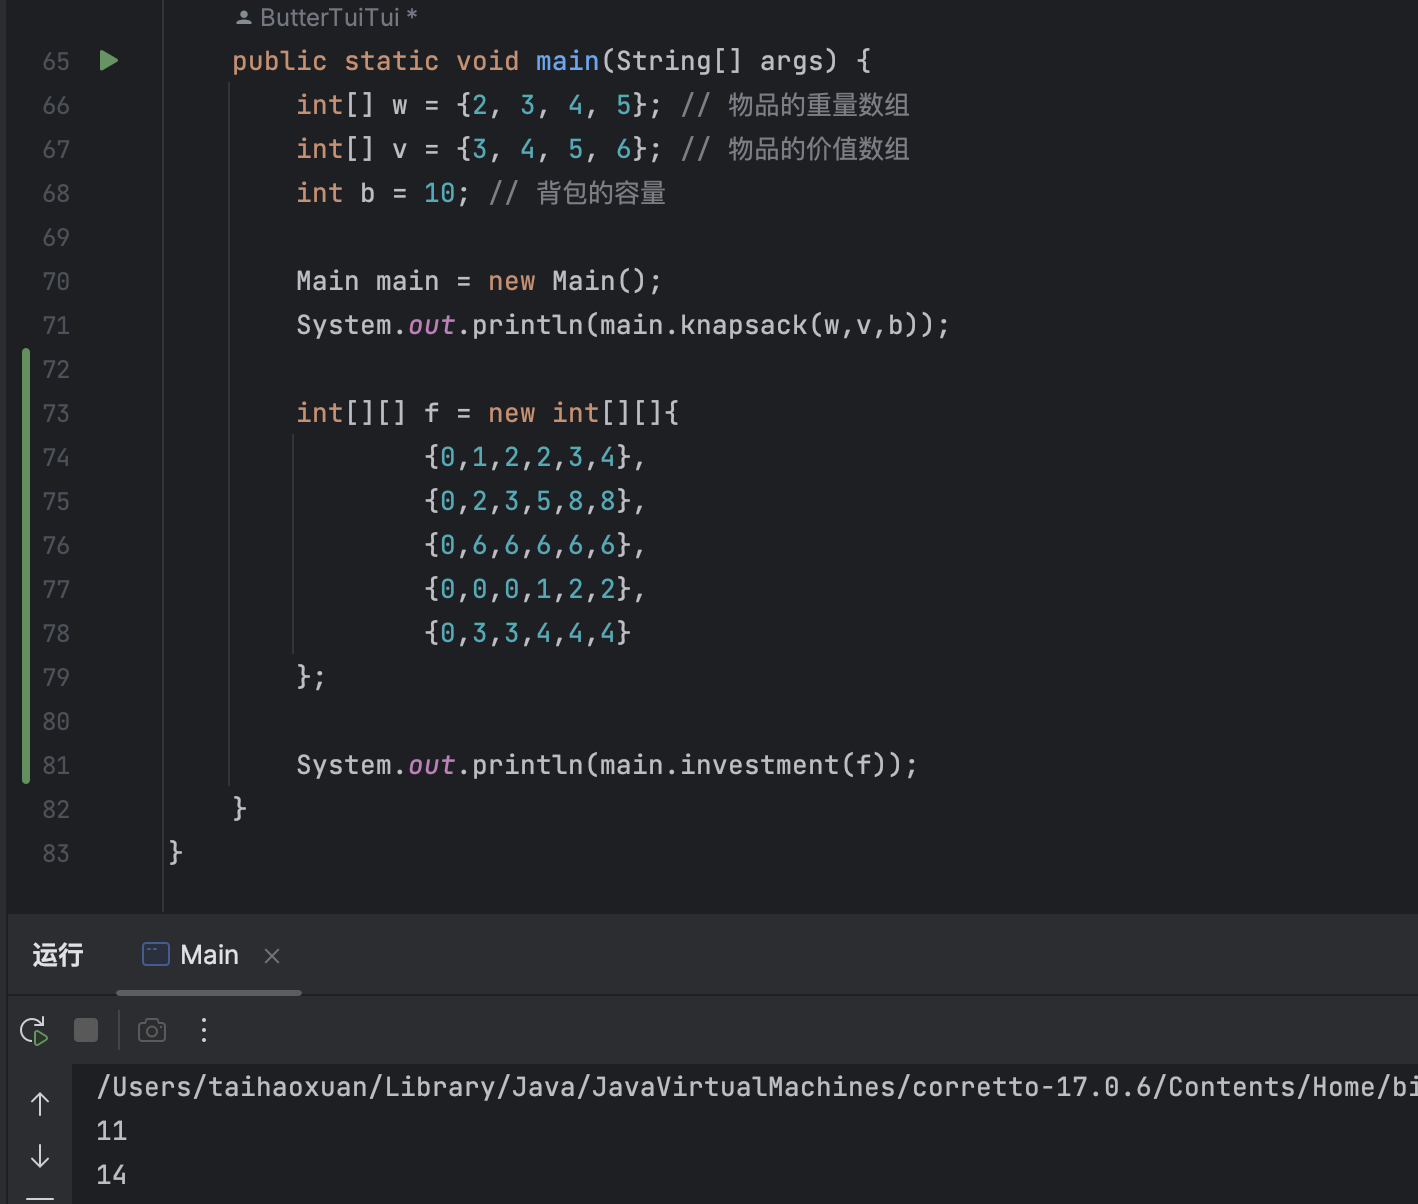 ButterTuiTui *
65 public static void main(String[] args) {
66 int[] w = {2, 3, 4, 5}; // 物品的重量数组
67 int[] v = {3, 4, 5, 6}; // 物品的价值数组
68 int b = 10; // 背包的容量
69
70 Main main = new Main();
71 System.out.println(main.knapsack(w,v,b));
72
73 int[][] f = new int[][]{
74 {0,1,2,2,3,4},
75 {0,2,3,5,8,8},
76 {0,6,6,6,6,6},
77 {0,0,0,1,2,2},
78 {0,3,3,4,4,4}
79 };
80
81 System.out.println(main.investment(f));
82 }
83 }
运行 Main
/Users/taihaoxuan/Library/Java/JavaVirtualMachines/corretto-17.0.6/Contents/Home/bi
11
14